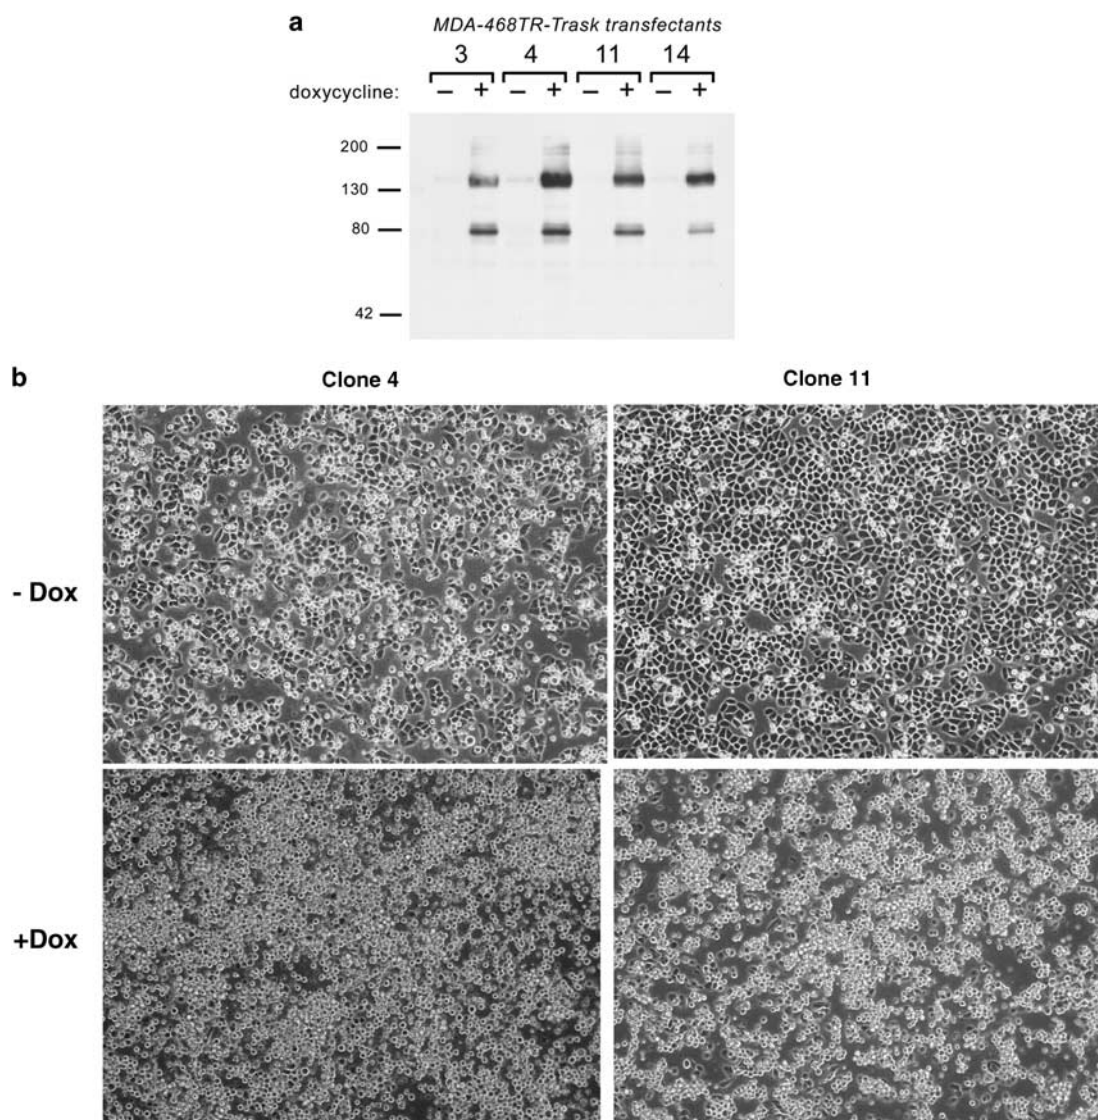 a
MDA-468TR-Trask transfectants
3 4 11 14
doxycycline: – + – + – + – +
200
130
80
42
b
Clone 4 Clone 11
- Dox
+Dox